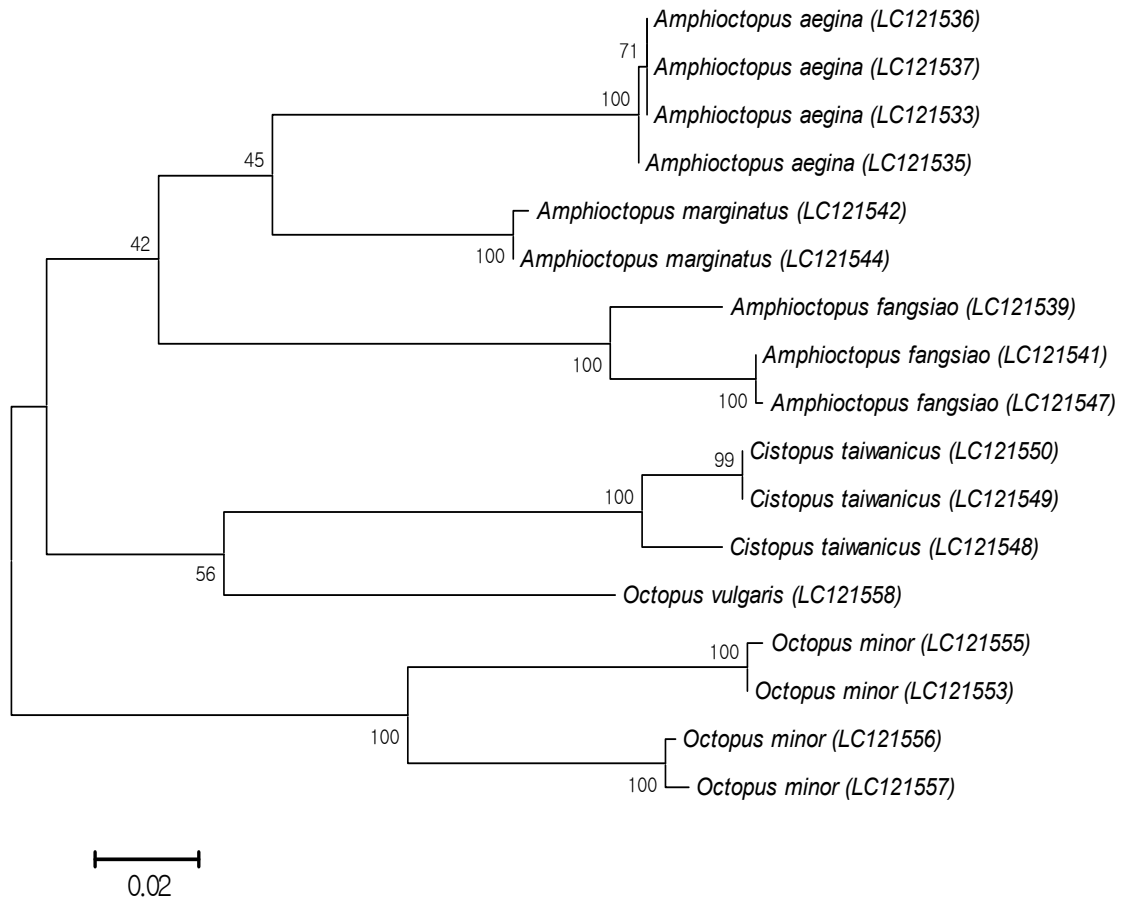 Amphioctopus aegina (LC121536)
71
Amphioctopus aegina (LC121537)
100
Amphioctopus aegina (LC121533)
45
Amphioctopus aegina (LC121535)
Amphioctopus marginatus (LC121542)
42
100
Amphioctopus marginatus (LC121544)
Amphioctopus fangsiao (LC121539)
100
Amphioctopus fangsiao (LC121541)
100
Amphioctopus fangsiao (LC121547)
99
Cistopus taiwanicus (LC121550)
100
Cistopus taiwanicus (LC121549)
Cistopus taiwanicus (LC121548)
56
Octopus vulgaris (LC121558)
Octopus minor (LC121555)
100
Octopus minor (LC121553)
100
Octopus minor (LC121556)
100
Octopus minor (LC121557)
0.02